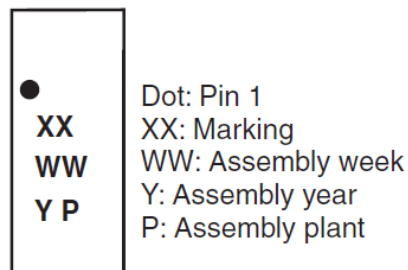 XX
WW
Y P
Dot: Pin 1
XX: Marking
WW: Assembly week
Y: Assembly year
P: Assembly plant